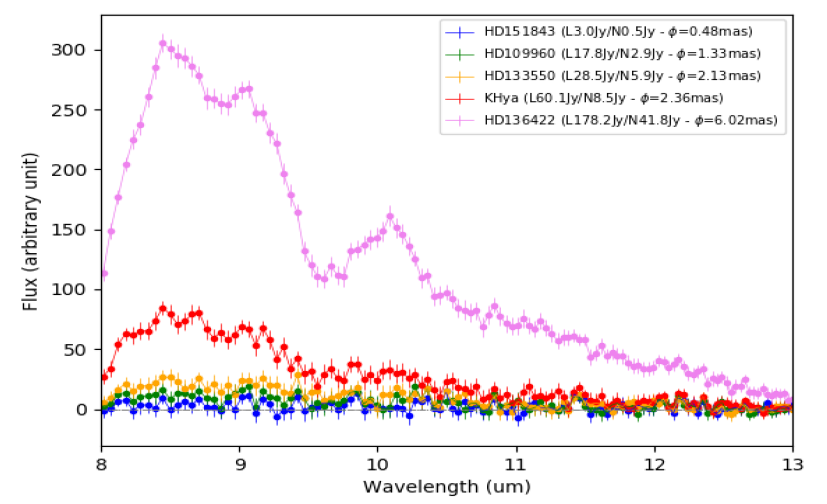 HD151843 (L3.0Jy/N0.5Jy - ϕ=0.48mas)
HD109960 (L17.8Jy/N2.9Jy - ϕ=1.33mas)
HD133550 (L28.5Jy/N5.9Jy - ϕ=2.13mas)
KHya (L60.1Jy/N8.5Jy - ϕ=2.36mas)
HD136422 (L178.2Jy/N41.8Jy - ϕ=6.02mas)
Flux (arbitrary unit)
300
250
200
150
100
50
0
8 9 10 11 12 13
Wavelength (um)